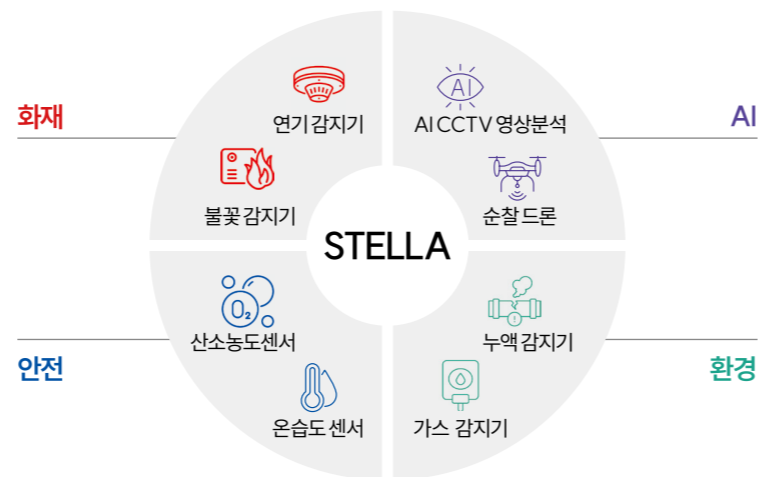 화재
연기 감지기
불꽃 감지기
AI
AI CCTV 영상분석
순찰 드론
STELLA
안전
O₂
산소농도센서
온습도 센서
환경
누액 감지기
가스 감지기
AI